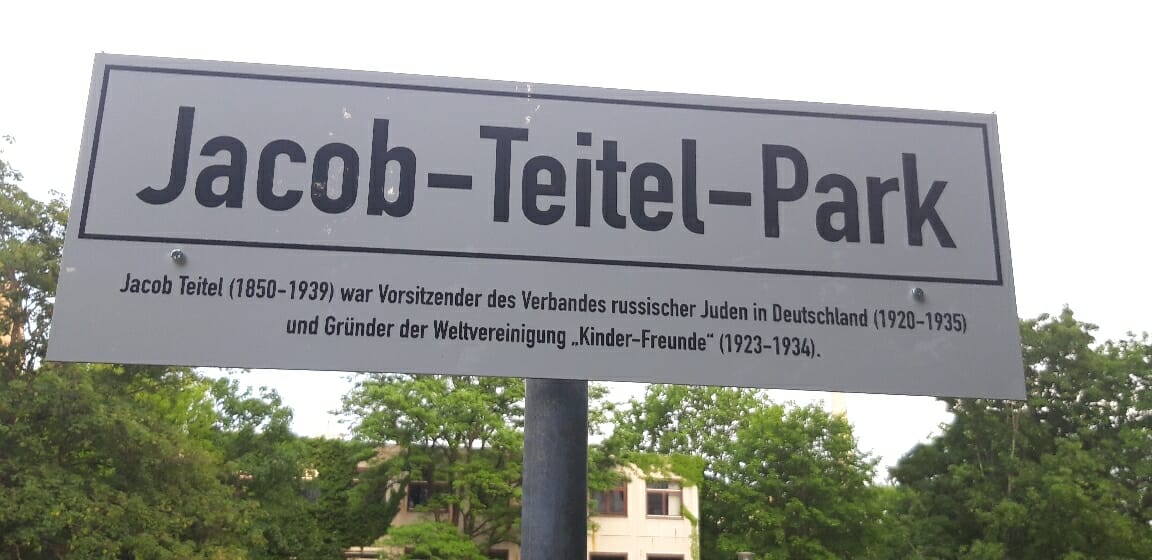 Jacob-Teitel-Park
Jacob Teitel (1850-1939) war Vorsitzender des Verbandes russischer Juden in Deutschland (1920-1935)
und Gründer der Weltvereinigung „Kinder-Freunde“ (1923-1934).